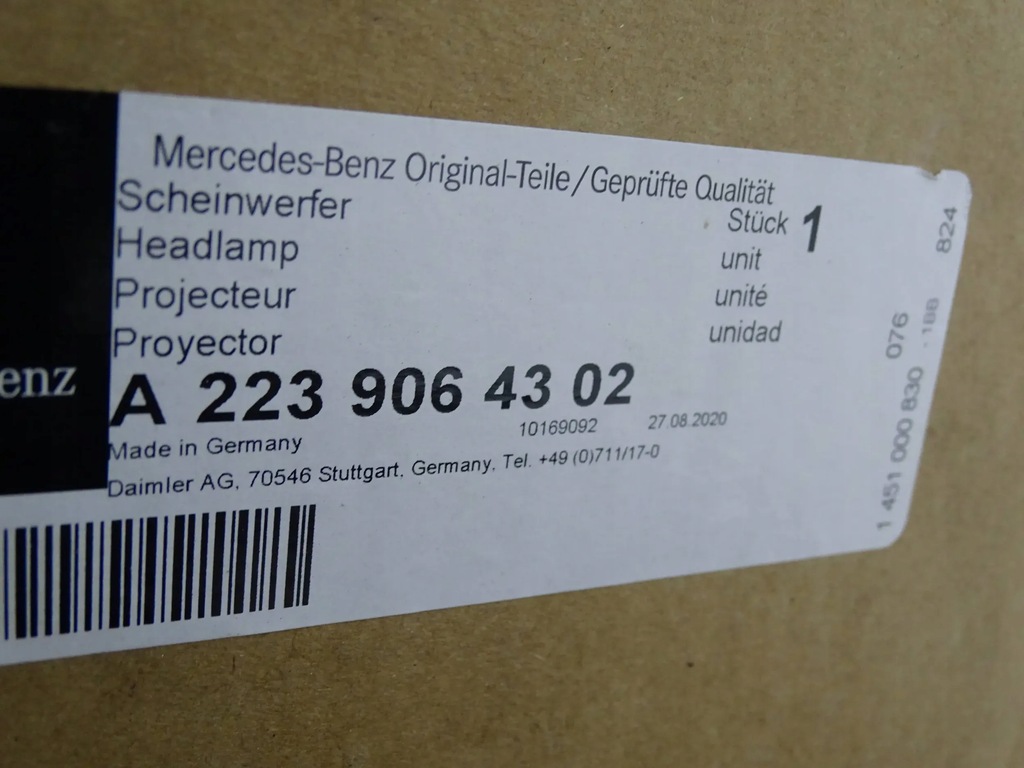 Mercedes-Benz Original-Teile/Geprüfte Qualität
Scheinwerfer
Headlamp
Projecteur
Proyector
Stück 1
unit
unité
unidad
enz
A 223 906 43 02
10169092 27.08.2020
Made in Germany
Daimler AG, 70546 Stuttgart. Germany, Tel. +49 (0)711/17-0
1 451 000 830 076
- 188 824